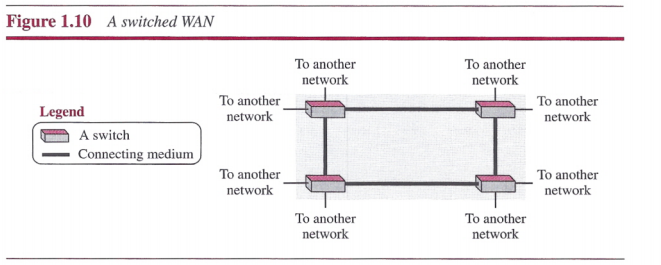 Figure 1.10 A switched WAN
To another
network
To another
network
To another
network
To another
network
Legend
A switch
Connecting medium
To another
network
To another
network
To another
network
To another
network